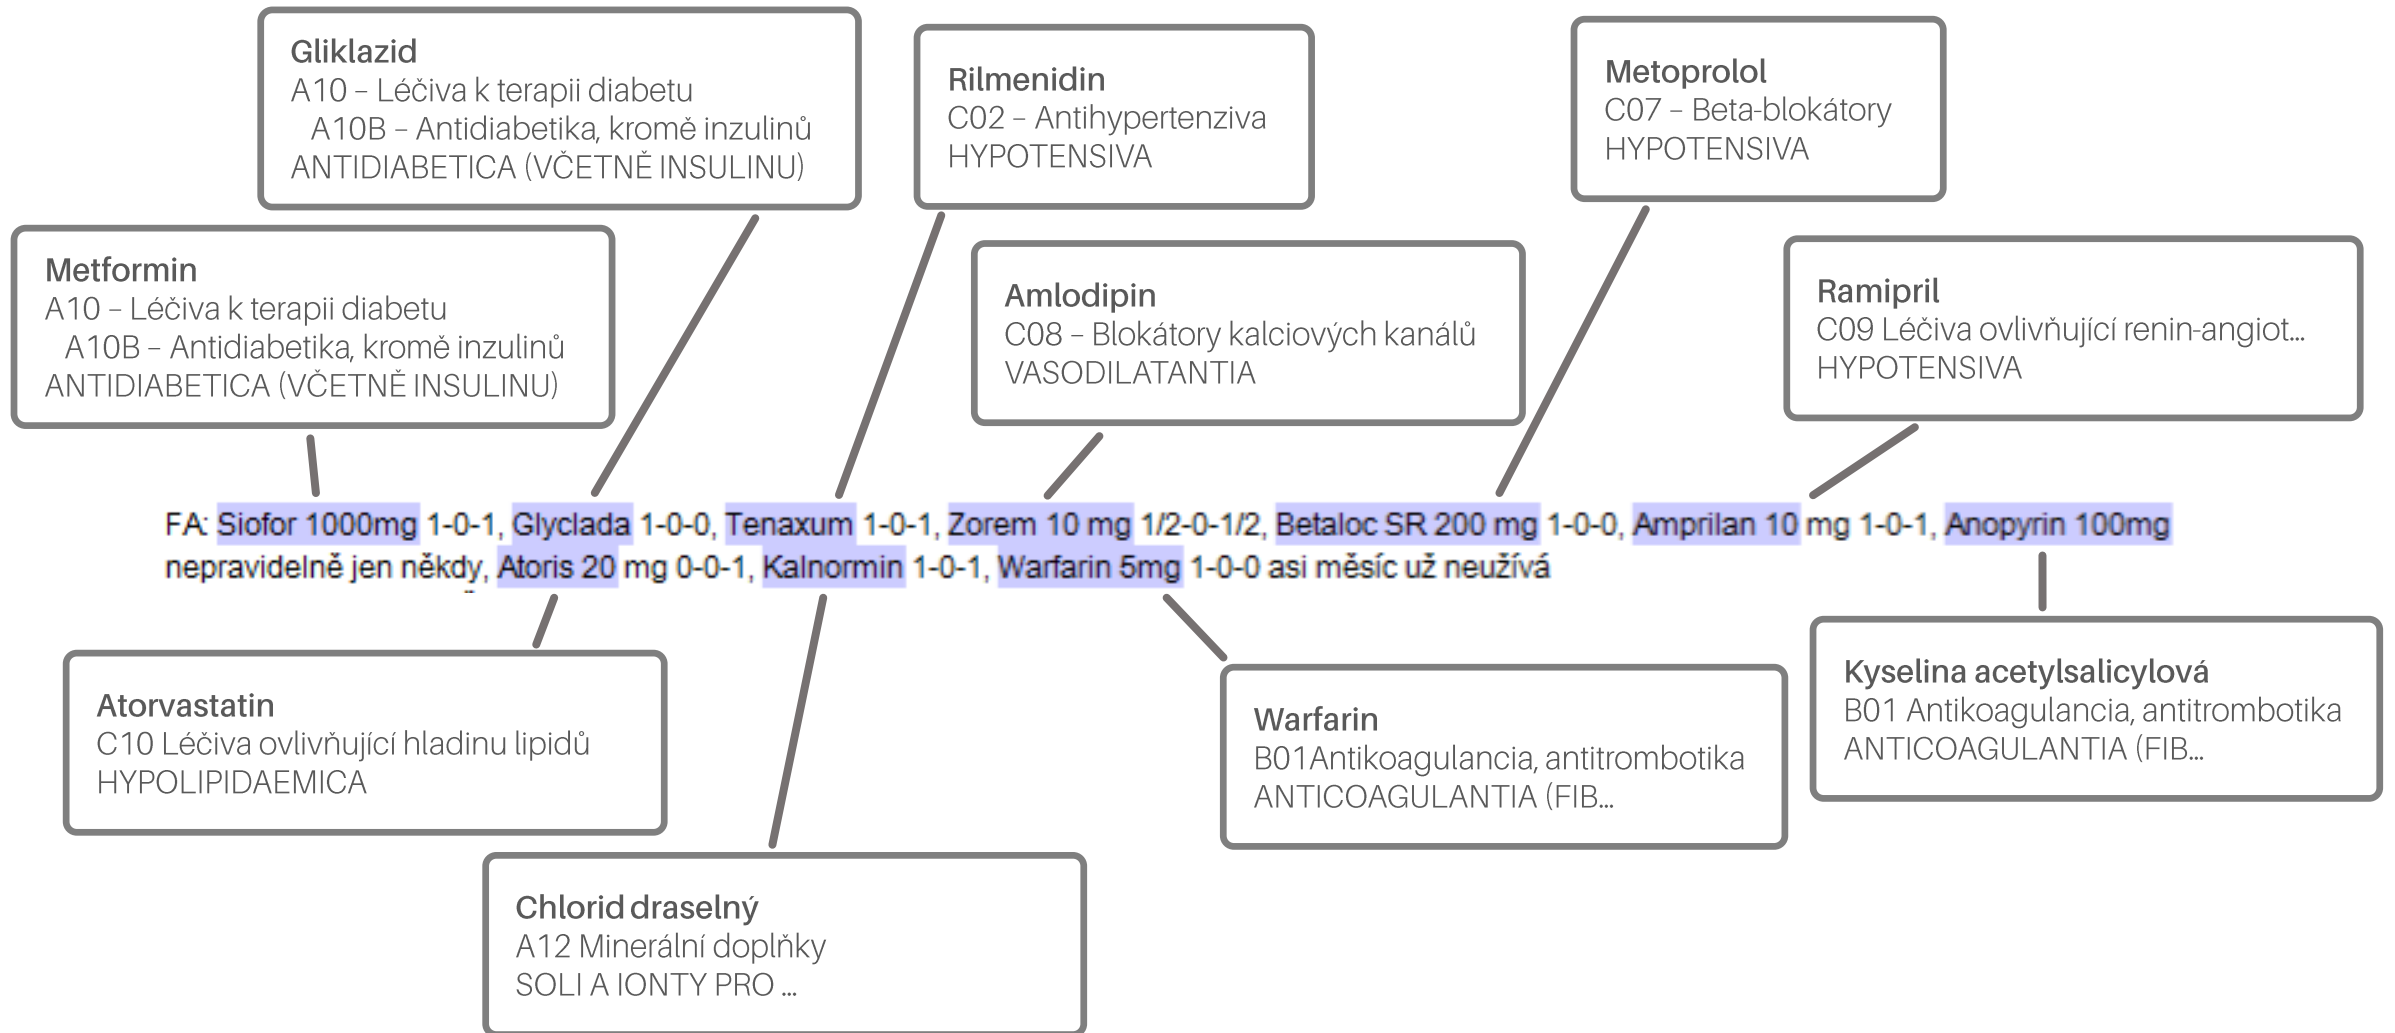 Gliklazid
A10 – Léčiva k terapii diabetu
A10B – Antidiabetika, kromě inzulinů
ANTIDIABETICA (VČETNĚ INSULINU)
Rilmenidin
C02 – Antihypertenziva
HYPOTENSIVA
Metoprolol
C07 – Beta-blokátory
HYPOTENSIVA
Metformin
A10 – Léčiva k terapii diabetu
A10B – Antidiabetika, kromě inzulinů
ANTIDIABETICA (VČETNĚ INSULINU)
Amlodipin
C08 – Blokátory kalciových kanálů
VASODILATANTIA
Ramipril
C09 Léčiva ovlivňující renin-angiot...
HYPOTENSIVA
FA: Siofor 1000mg 1-0-1, Glyclada 1-0-0, Tenaxum 1-0-1, Zorem 10 mg 1/2-0-1/2, Betaloc SR 200 mg 1-0-0, Amprilan 10 mg 1-0-1, Anopyrin 100mg
nepravidelně jen někdy, Atoris 20 mg 0-0-1, Kalnormin 1-0-1, Warfarin 5mg 1-0-0 asi měsíc už neužívá
Atorvastatin
C10 Léčiva ovlivňující hladinu lipidů
HYPOLIPIDAEMICA
Warfarin
B01Antikoagulancia, antitrombotika
ANTICOAGULANTIA (FIB...
Kyselina acetylsalicylová
B01 Antikoagulancia, antitrombotika
ANTICOAGULANTIA (FIB...
Chlorid draselný
A12 Minerální doplňky
SOLI A IONTY PRO ...